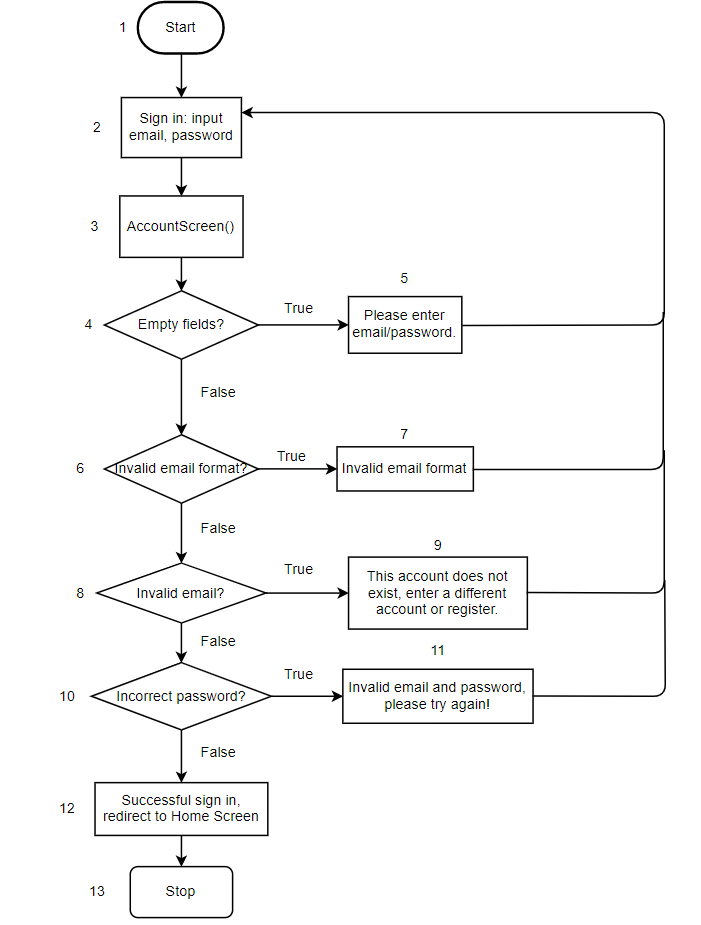 1
Start
2
Sign in: input
email, password
3
AccountScreen()
4
Empty fields?
True
5
Please enter
email/password.
False
6
Invalid email format?
True
7
Invalid email format
False
8
Invalid email?
True
9
This account does not
exist, enter a different
account or register.
False
10
Incorrect password?
True
11
Invalid email and password,
please try again!
False
12
Successful sign in,
redirect to Home Screen
13
Stop